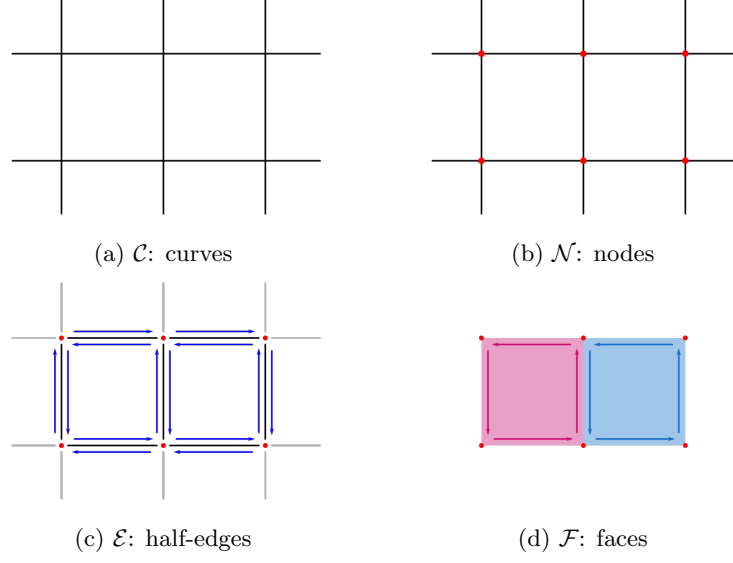 (a) 𝒞: curves
(b) 𝒩: nodes
(c) ℰ: half-edges
(d) ℱ: faces